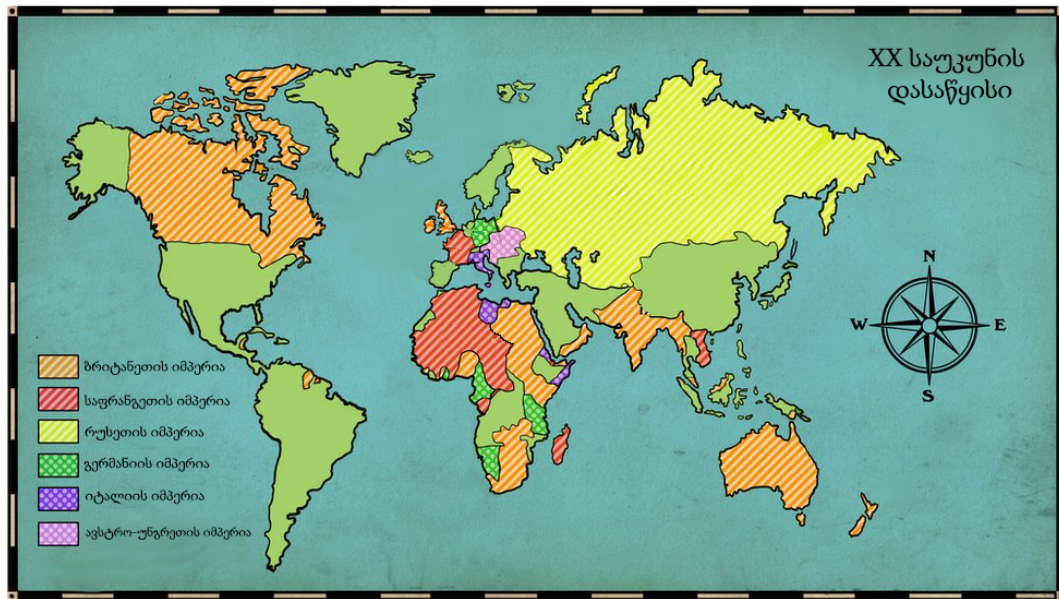 XX საუკუნის
დასაწყისი
N
W
E
S
ბრიტანეთის იმპერია
საფრანგეთის იმპერია
რუსეთის იმპერია
გერმანიის იმპერია
იტალიის იმპერია
ავსტრო-უნგრეთის იმპერია